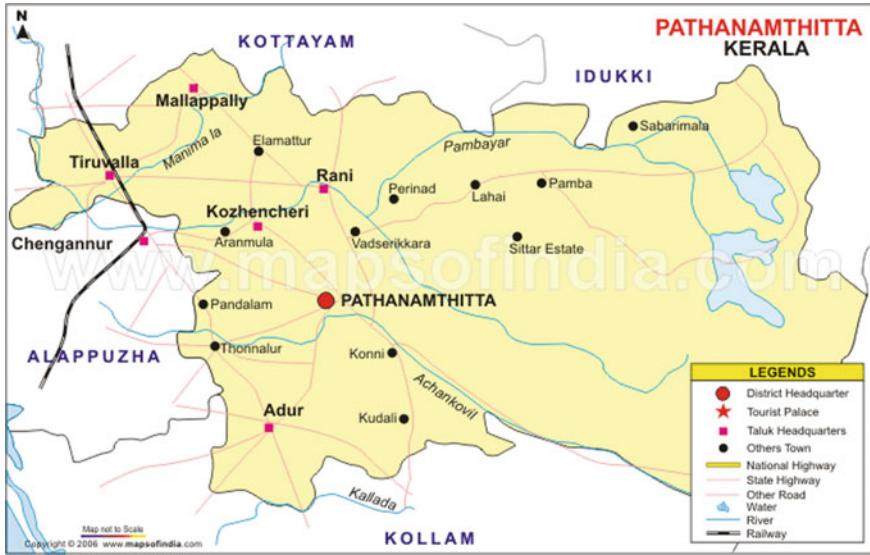 N
KOTTAYAM
PATHANAMTHITTA
KERALA
IDUKKI
Mallappally
Sabarimala
Elamattur
Pambayar
Manima la
Tiruvalla
Rani
Perinad
Lahai
Pamba
Kozhencheri
Chengannur
Aranmula
Vadserikkara
Sittar Estate
www.mapsofindia.com
Pandalam
PATHANAMTHITTA
ALAPPUZHA
Thonnalur
Konni
Achankovil
Adur
Kudali
Kallada
KOLLAM
LEGENDS
District Headquarter
Tourist Palace
Taluk Headquarters
Others Town
National Highway
State Highway
Other Road
Water
River
Railway
Map not to Scale
Copyright © 2006 www.mapsofindia.com